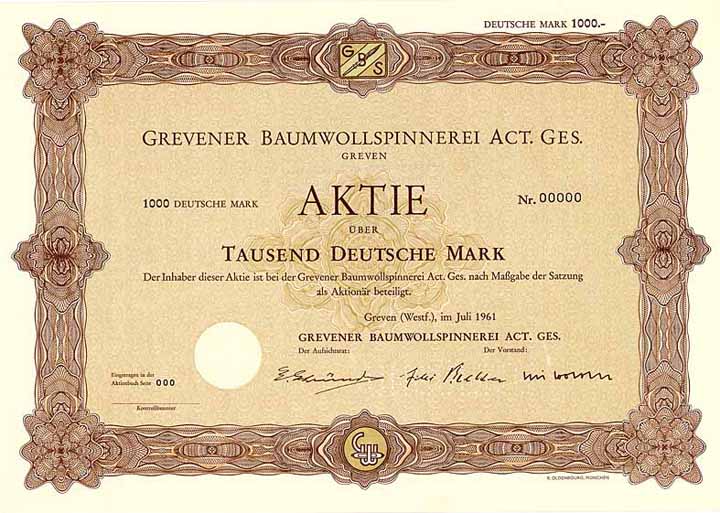 DEUTSCHE MARK 1000.-
GBS
GREVENER BAUMWOLLSPINNEREI ACT. GES.
GREVEN
1000 DEUTSCHE MARK
AKTIE
Nr. 00000
ÜBER
TAUSEND DEUTSCHE MARK
Der Inhaber dieser Aktie ist bei der Grevener Baumwollspinnerei Act. Ges. nach Maßgabe der Satzung
als Aktionär beteiligt.
Greven (Westf.), im Juli 1961
GREVENER BAUMWOLLSPINNEREI ACT. GES.
Der Aufsichtsrat: Der Vorstand:
Eingetragen in der
Aktienbuch Seite 000
Kontrollbeamter
R. OLDENBOURG, MÜNCHEN